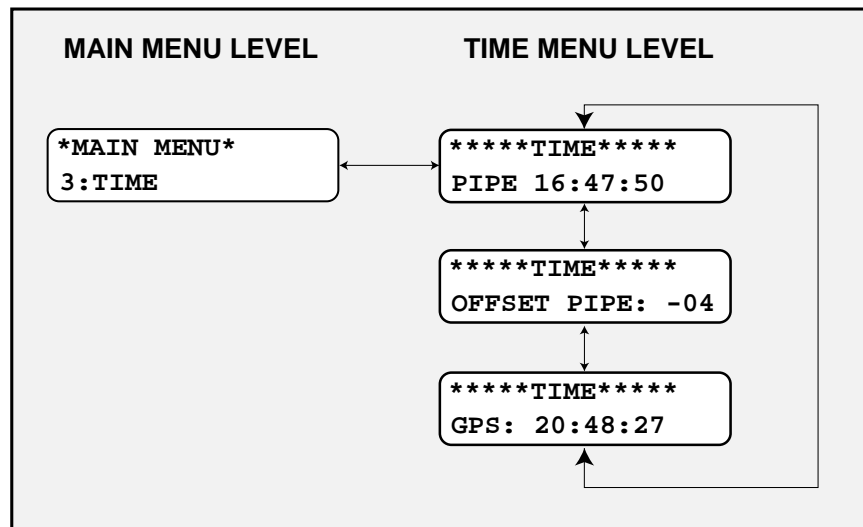 MAIN MENU LEVEL
TIME MENU LEVEL
*MAIN MENU*
3:TIME
*****TIME*****
PIPE 16:47:50
*****TIME*****
OFFSET PIPE: -04
*****TIME*****
GPS: 20:48:27